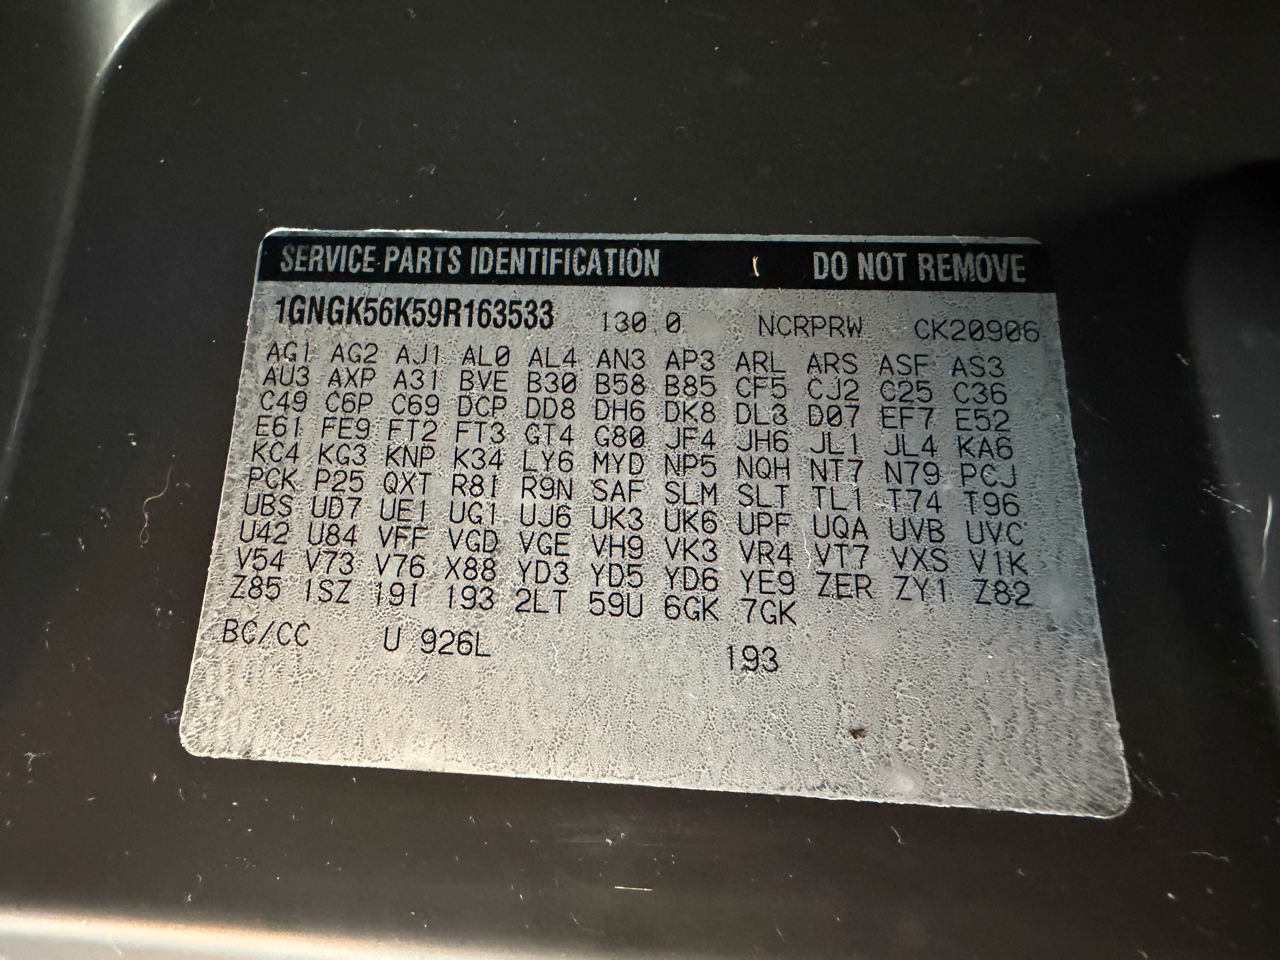 SERVICE PARTS IDENTIFICATION DO NOT REMOVE
1GNGK56K59R163533 130.0 NCRPRW CK20906
AG1 AG2 AJ1 AL0 AL4 AN3 AP3 ARL ARS ASF AS3
AU3 AXP A31 BVE B30 B58 B85 CF5 CJ2 C25 C36
C49 C6P C69 DCP DD8 DH6 DK8 DL3 D07 EF7 E52
E61 FE9 FT2 FT3 GT4 G80 JF4 JH6 JL1 JL4 KA6
KC4 KG3 KNP K34 LY6 MYD NP5 NQH NT7 N79 PCJ
PCK P25 QXT R81 R9N SAF SLM SLT TL1 T74 T96
UBS UD7 UE1 UG1 UJ6 UK3 UK6 UPF UQA UVB UVC
U42 U84 VFF VGD VGE VH9 VK3 VR4 VT7 VXS V1K
V54 V73 V76 X88 YD3 YD5 YD6 YE9 ZER ZY1 Z82
Z85 1SZ 191 193 2LT 59U 6GK 7GK
BC/CC U 926L 193